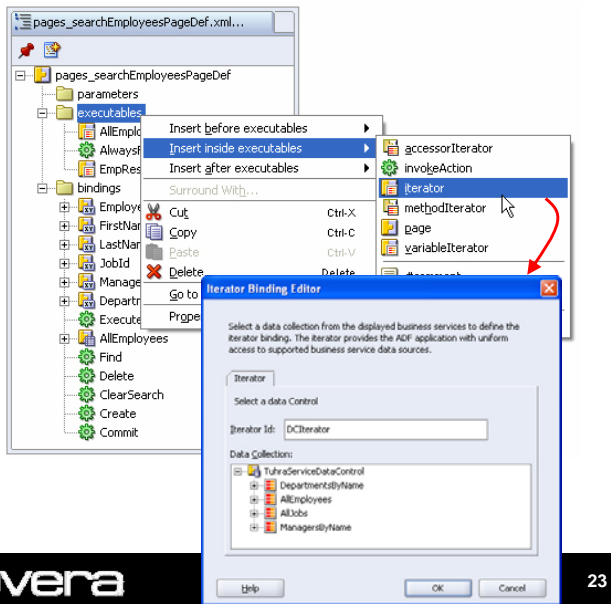 pages_searchEmployeesPageDef.xml...
pages_searchEmployeesPageDef
parameters
executables
AllEmplo
Always
EmpRes
bindings
Employe
FirstNam
LastNar
JobId
Manage
Departr
Execute
AllEmployees
Find
Delete
ClearSearch
Create
Commit
Insert before executables
Insert inside executables
Insert after executables
Surround With...
Cut Ctrl-X
Copy Ctrl-C
Paste Ctrl-V
Delete Delete
Go to
Prope
accessorIterator
invokeAction
iterator
methodIterator
page
variableIterator
Iterator Binding Editor
Select a data collection from the displayed business services to define the
iterator binding. The iterator provides the ADF application with uniform
access to supported business service data sources.
Iterator
Select a data Control
Iterator Id: DCIterator
Data Collection:
TuhraServiceDataControl
DepartmentsByName
AllEmployees
AllJobs
ManagersByName
Help OK Cancel
vera
23